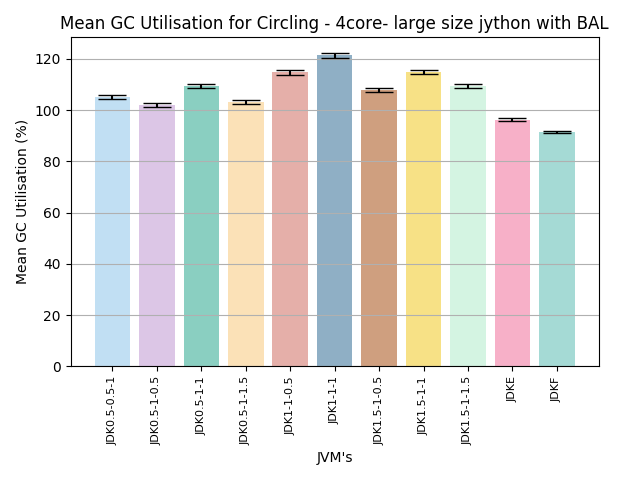 Mean GC Utilisation for Circling - 4core- large size jython with BAL
Mean GC Utilisation (%)
120
100
80
60
40
20
0
JDK0.5-0.5-1
JDK0.5-1-0.5
JDK0.5-1-1
JDK0.5-1-1.5
JDK1-1-0.5
JDK1-1-1
JDK1.5-1-0.5
JDK1.5-1-1
JDK1.5-1-1.5
JDKE
JDKF
JVM's